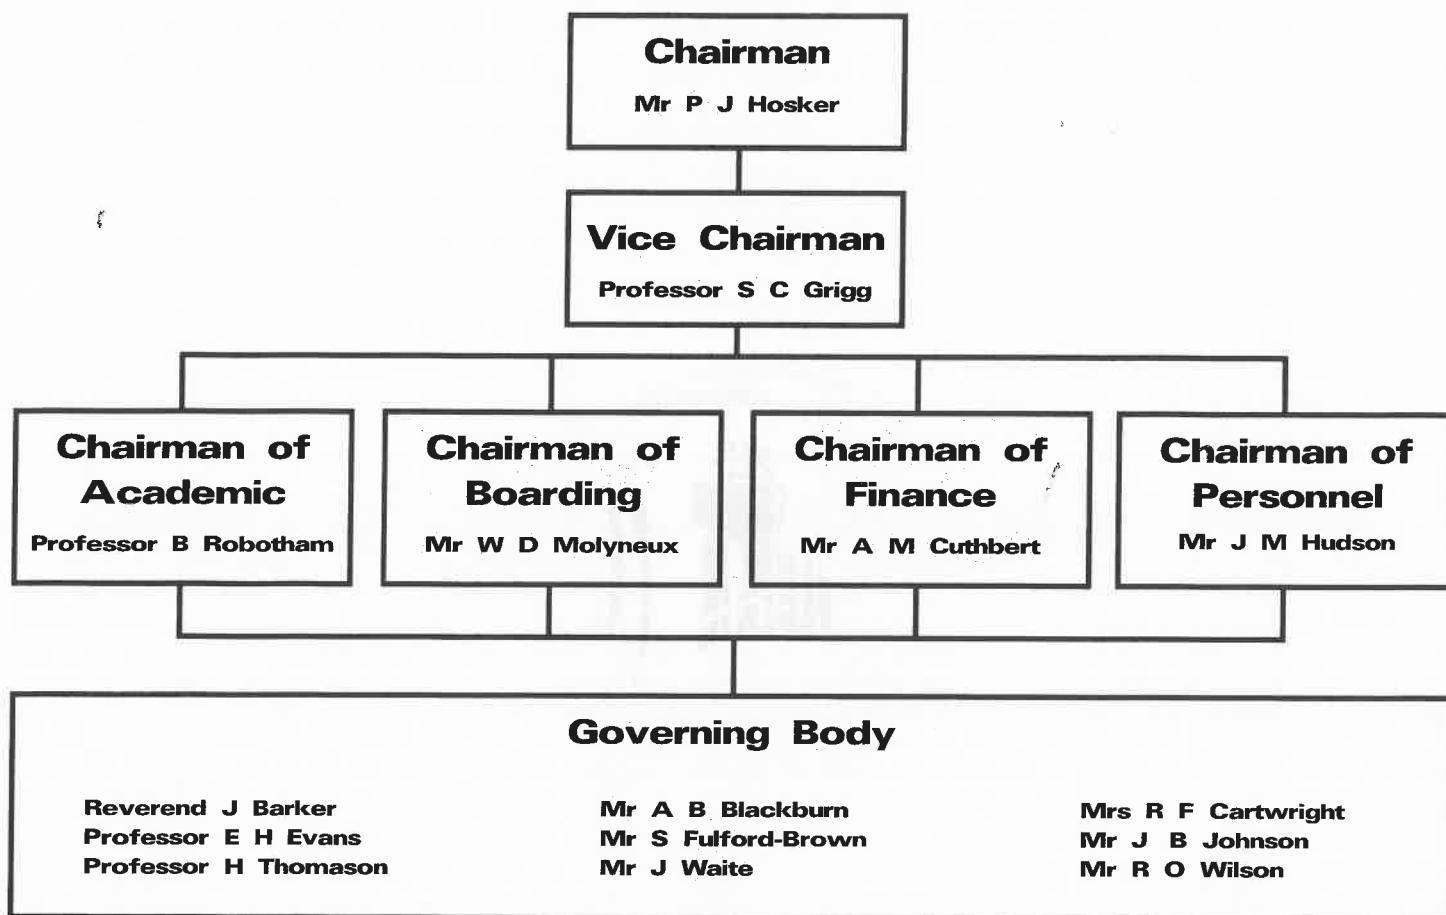 Chairman
Mr P J Hosker
Vice Chairman
Professor S C Grigg
Chairman of
Academic
Professor B Robotham
Chairman of
Boarding
Mr W D Molyneux
Chairman of
Finance
Mr A M Cuthbert
Chairman of
Personnel
Mr J M Hudson
Governing Body
Reverend J Barker
Professor E H Evans
Professor H Thomason
Mr A B Blackburn
Mr S Fulford-Brown
Mr J Waite
Mrs R F Cartwright
Mr J B Johnson
Mr R O Wilson